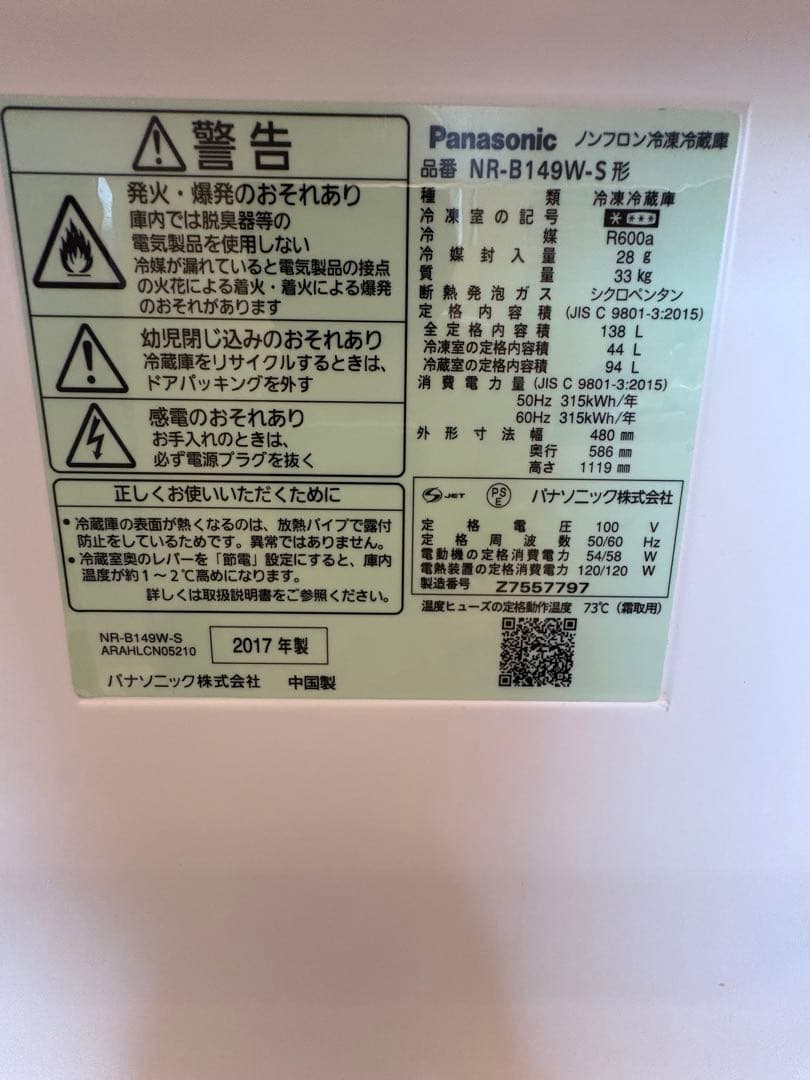 警告
発火・爆発のおそれあり
庫内では脱臭器等の
電気製品を使用しない
冷媒が漏れていると電気製品の接点
の火花による着火・着火による爆発
のおそれがあります
幼児閉じ込みのおそれあり
冷蔵庫をリサイクルするときは、
ドアパッキングを外す
感電のおそれあり
お手入れのときは、
必ず電源プラグを抜く
正しくお使いいただくために
・冷蔵庫の表面が熱くなるのは、放熱パイプで露付
防止をしているためです。異常ではありません。
・冷蔵室奥のレバーを「節電」設定にすると、庫内
温度が約1～2℃高めになります。
詳しくは取扱説明書をご参照ください。
NR-B149W-S
ARAHLCN05210
2017年製
パナソニック株式会社 中国製
Panasonic ノンフロン冷凍冷蔵庫
品番 NR-B149W-S形
種類 冷凍冷蔵庫
冷凍室の記号 * ***
冷媒 R600a
冷媒封入量 28 g
質量 33 kg
断熱発泡ガス シクロペンタン
定格内容積 (JIS C 9801-3:2015)
全定格内容積 138 L
冷凍室の定格内容積 44 L
冷蔵室の定格内容積 94 L
消費電力量 (JIS C 9801-3:2015)
50Hz 315kWh/年
60Hz 315kWh/年
外形寸法 幅 480 mm
奥行 586 mm
高さ 1119 mm
S JET PS E パナソニック株式会社
定格電圧 100 V
定格周波数 50/60 Hz
電動機の定格消費電力 54/58 W
電熱装置の定格消費電力 120/120 W
製造番号 Z7557797
温度ヒューズの定格動作温度 73℃ (霜取用)